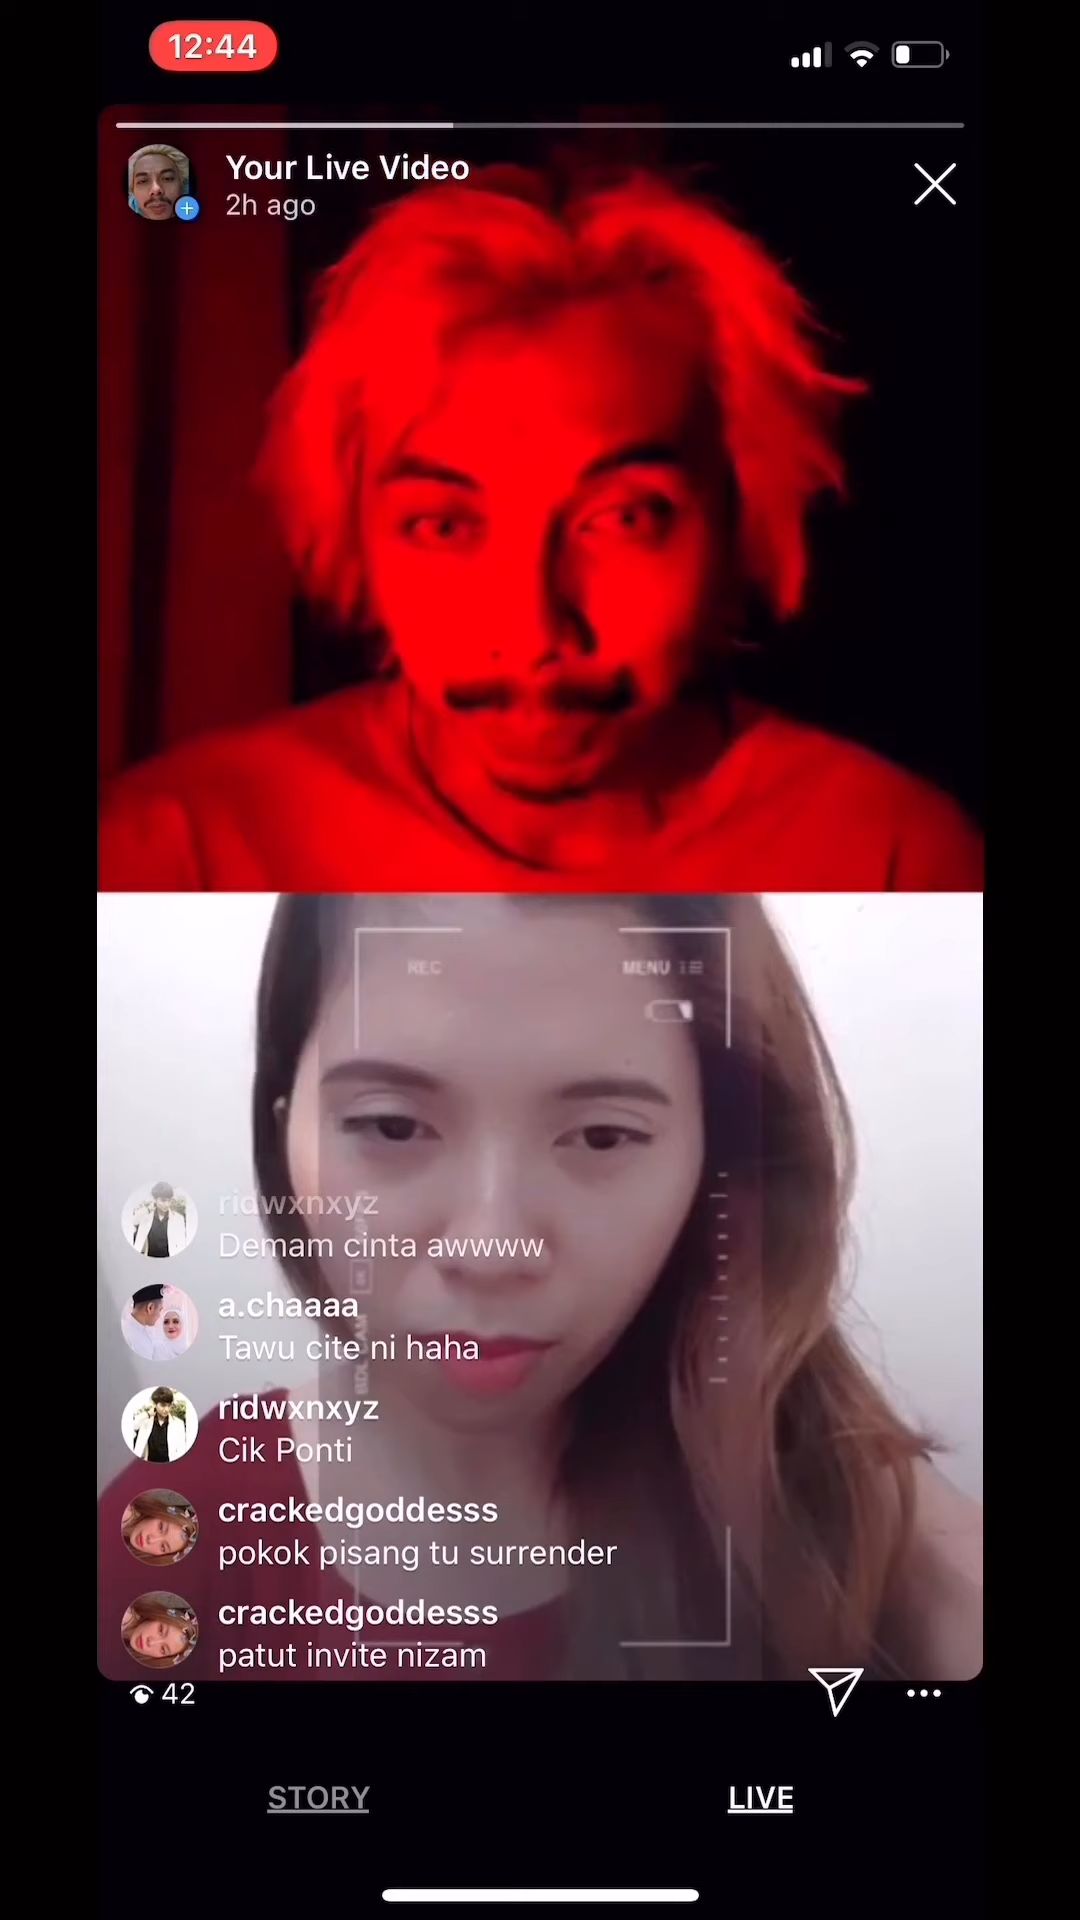 12:44
Your Live Video
2h ago
REC
MENU
ridwxnxyz
Demam cinta awwww
a.chaaaa
Tawu cite ni haha
ridwxnxyz
Cik Ponti
crackedgoddesss
pokok pisang tu surrender
crackedgoddesss
patut invite nizam
42
STORY
LIVE